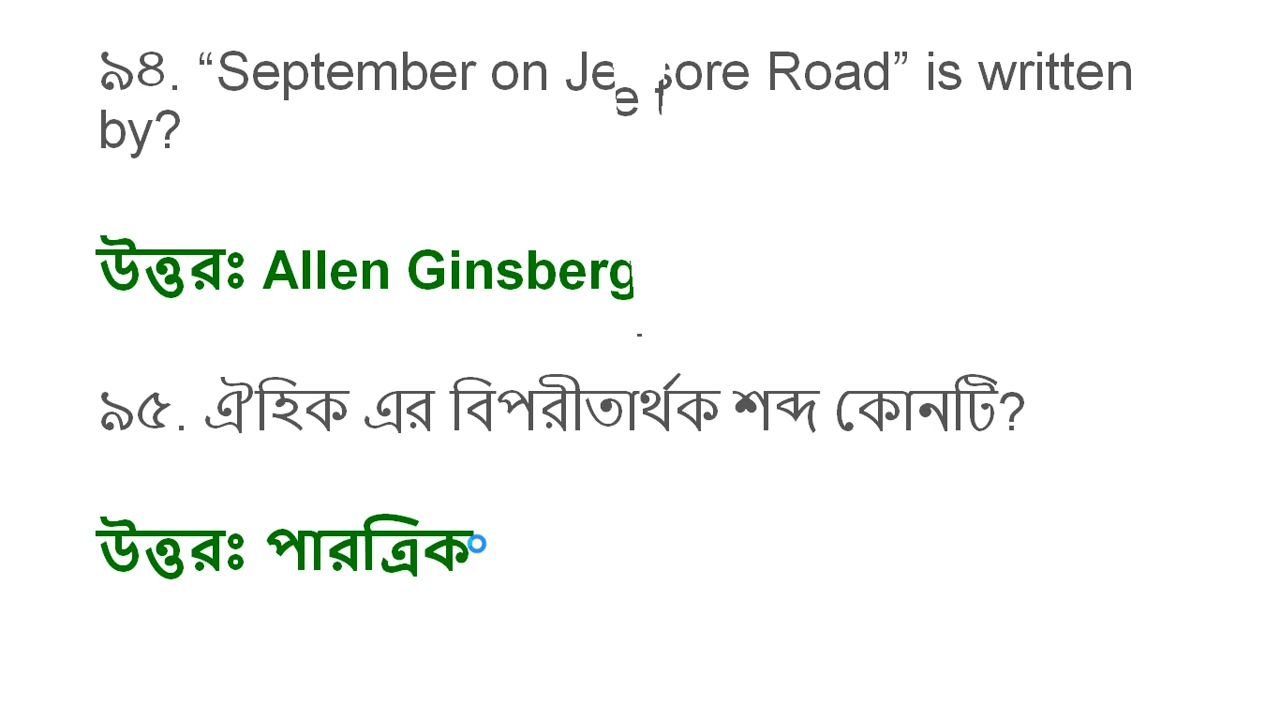 ৯৪. “September on Jessore Road” is written
by?
উত্তরঃ Allen Ginsberg
৯৫. ঐহিক এর বিপরীতার্থক শব্দ কোনটি?
উত্তরঃ পারত্রিক